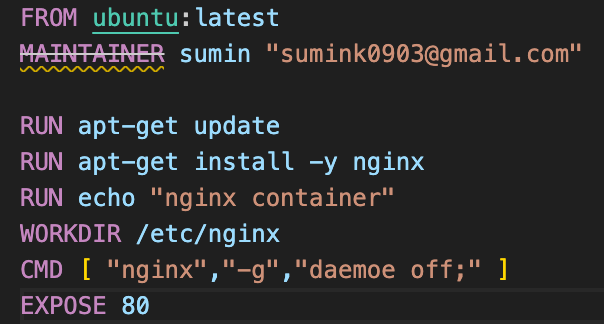 FROM ubuntu:latest
MAINTAINER sumin "sumink0903@gmail.com"
RUN apt-get update
RUN apt-get install -y nginx
RUN echo "nginx container"
WORKDIR /etc/nginx
CMD [ "nginx","-g","daemoe off;" ]
EXPOSE 80